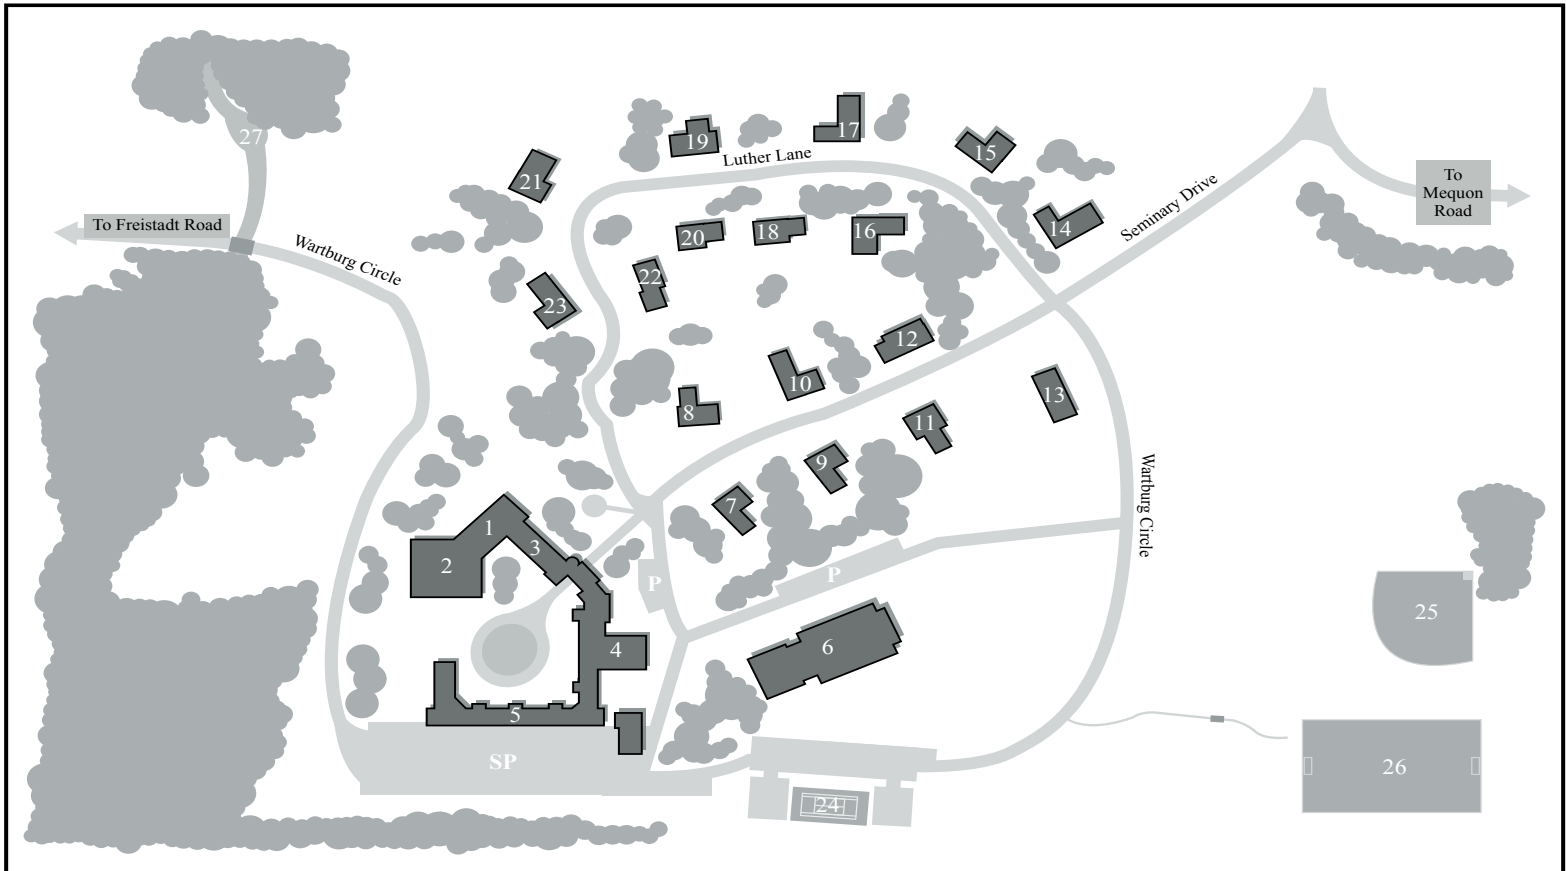 27
19
17
Luther Lane
15
21
To
Mequon
Road
Seminary Drive
To Freistadt Road
Wartburg Circle
20
18
16
14
22
23
12
10
13
8
11
9
7
1
3
2
P
P
Wartburg Circle
25
4
6
5
SP
26
24